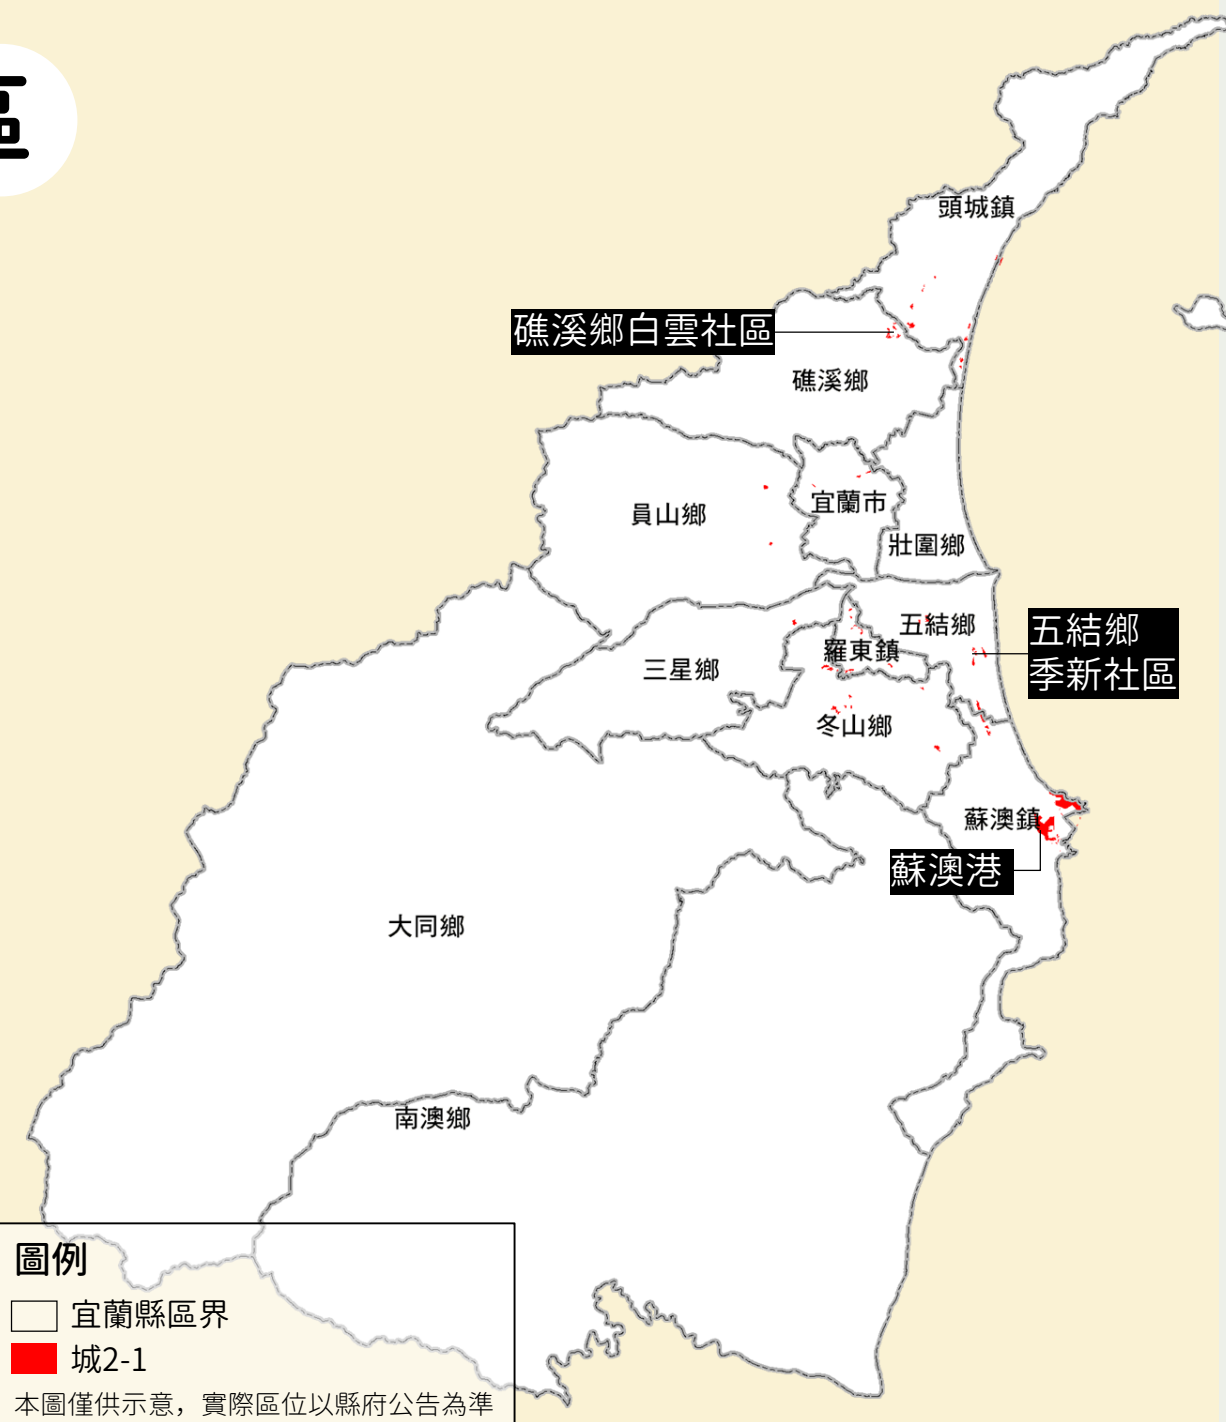 區
頭城鎮
礁溪鄉白雲社區
礁溪鄉
宜蘭市
員山鄉
壯圍鄉
五結鄉
五結鄉
季新社區
羅東鎮
三星鄉
冬山鄉
蘇澳鎮
蘇澳港
大同鄉
南澳鄉
圖例
宜蘭縣區界
城2-1
本圖僅供示意，實際區位以縣府公告為準